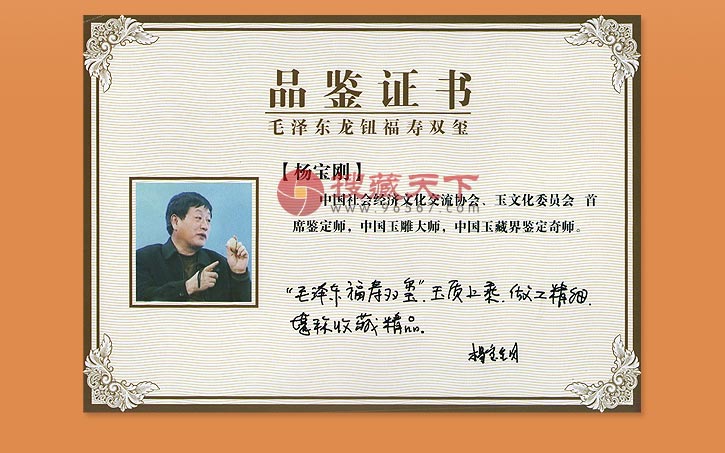 品鉴证书
毛泽东龙钮福寿双玺
【杨宝刚】
搜藏天下
www.96567.com
中国社会经济文化交流协会、玉文化委员会 首
席鉴定师,中国玉雕大师,中国玉藏界鉴定奇师。
“毛泽东福寿双玺”,玉质上乘,做工精细,
堪称收藏精品。
杨宝刚